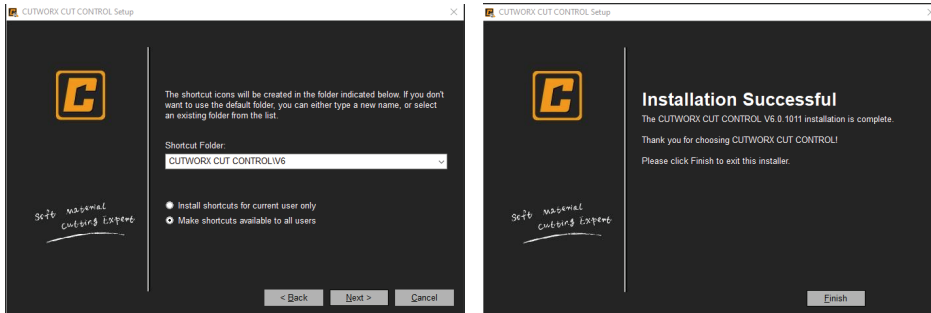 CUTWORX CUT CONTROL Setup
The shortcut icons will be created in the folder indicated below. If you don't
want to use the default folder, you can either type a new name, or select
an existing folder from the list.
Shortcut Folder:
CUTWORX CUT CONTROL\V6
Install shortcuts for current user only
Make shortcuts available to all users
Soft Material
Cutting Expert
< Back
Next >
Cancel
CUTWORX CUT CONTROL Setup
Installation Successful
The CUTWORX CUT CONTROL V6.0.1011 installation is complete.
Thank you for choosing CUTWORX CUT CONTROL!
Please click Finish to exit this installer.
Soft Material
Cutting Expert
Finish